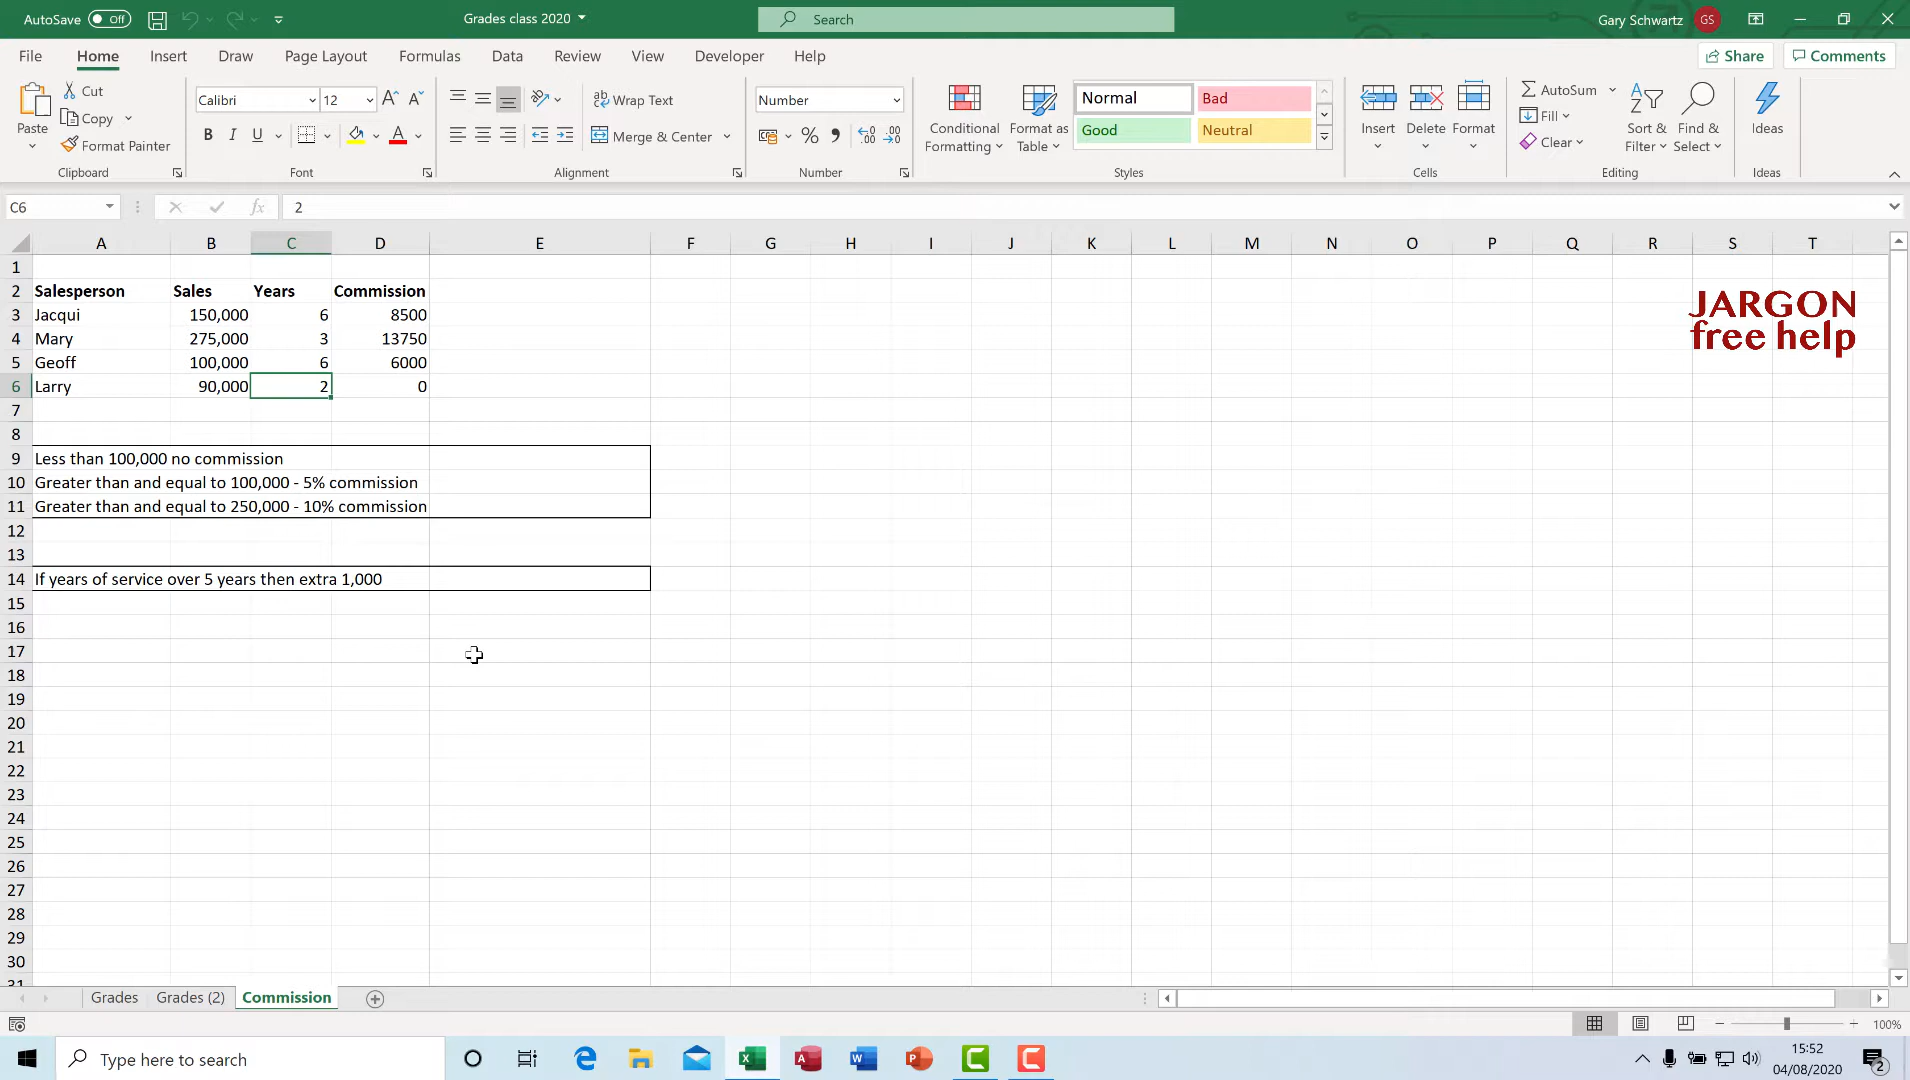 AutoSave Off Grades class 2020 Search Gary Schwartz GS
File Home Insert Draw Page Layout Formulas Data Review View Developer Help Share Comments
Paste Cut Copy Format Painter Clipboard
Calibri 12 B I U A Font
Wrap Text Merge & Center Alignment
Number % Number
Conditional Formatting Format as Table Normal Bad Good Neutral Styles
Insert Delete Format Cells
AutoSum Fill Clear Sort & Filter Find & Select Editing
Ideas Ideas
C6 fx 2
A B C D E F G H I J K L M N O P Q R S T
1
2 Salesperson Sales Years Commission
3 Jacqui 150,000 6 8500
4 Mary 275,000 3 13750
5 Geoff 100,000 6 6000
6 Larry 90,000 2 0
7
8
9 Less than 100,000 no commission
10 Greater than and equal to 100,000 - 5% commission
11 Greater than and equal to 250,000 - 10% commission
12
13
14 If years of service over 5 years then extra 1,000
15
16
17
18
19
20
21
22
23
24
25
26
27
28
29
30
31
JARGON
free help
Grades Grades (2) Commission
100%
Type here to search
15:52
04/08/2020
2